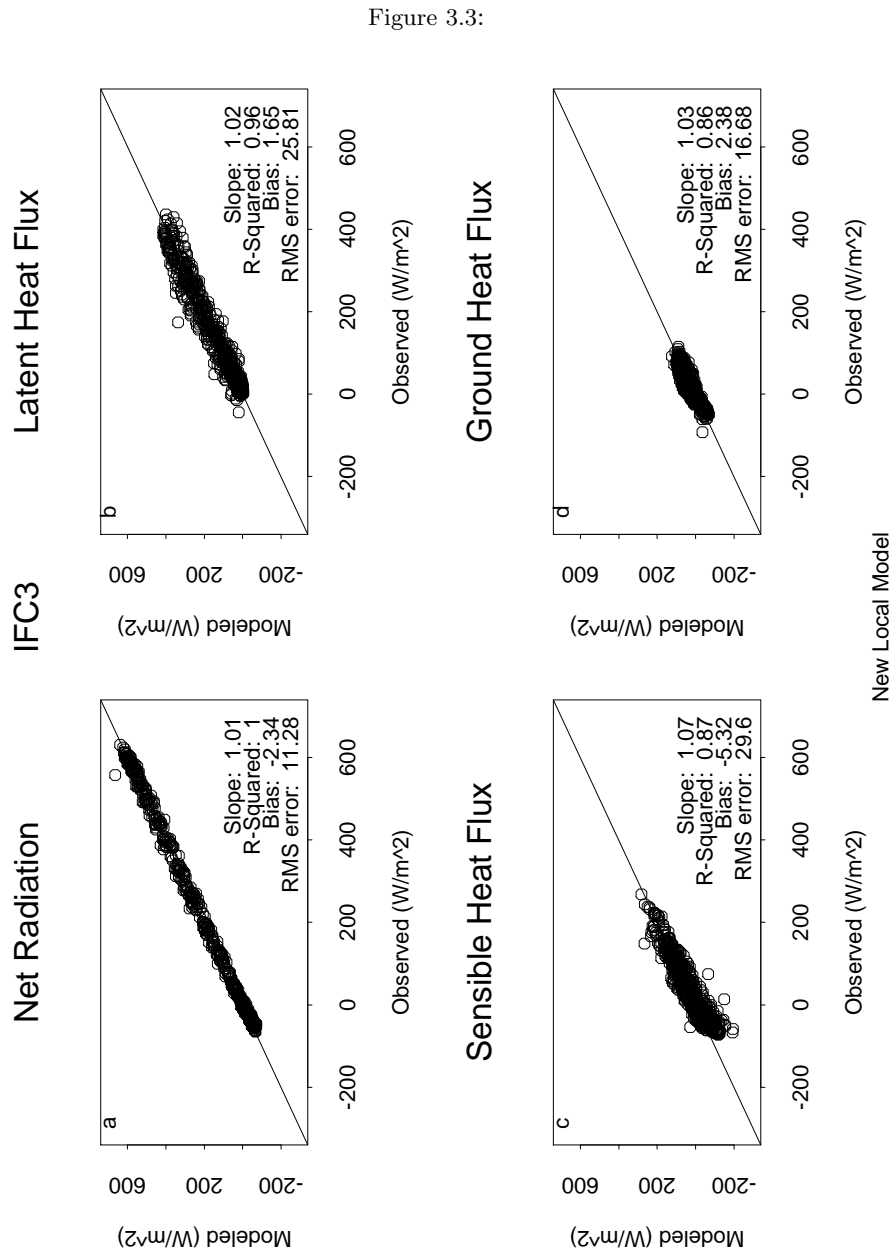 Figure 3.3:
IFC3
Net Radiation
a
Modeled (W/m^2)
-200
200
600
Slope: 1.01
R-Squared: 1
Bias: -2.34
RMS error: 11.28
-200
0
200
400
600
Observed (W/m^2)
Latent Heat Flux
b
Modeled (W/m^2)
-200
200
600
Slope: 1.02
R-Squared: 0.96
Bias: 1.65
RMS error: 25.81
-200
0
200
400
600
Observed (W/m^2)
Sensible Heat Flux
c
Modeled (W/m^2)
-200
200
600
Slope: 1.07
R-Squared: 0.87
Bias: -5.32
RMS error: 29.6
-200
0
200
400
600
Observed (W/m^2)
Ground Heat Flux
d
Modeled (W/m^2)
-200
200
600
Slope: 1.03
R-Squared: 0.86
Bias: 2.38
RMS error: 16.68
-200
0
200
400
600
Observed (W/m^2)
New Local Model